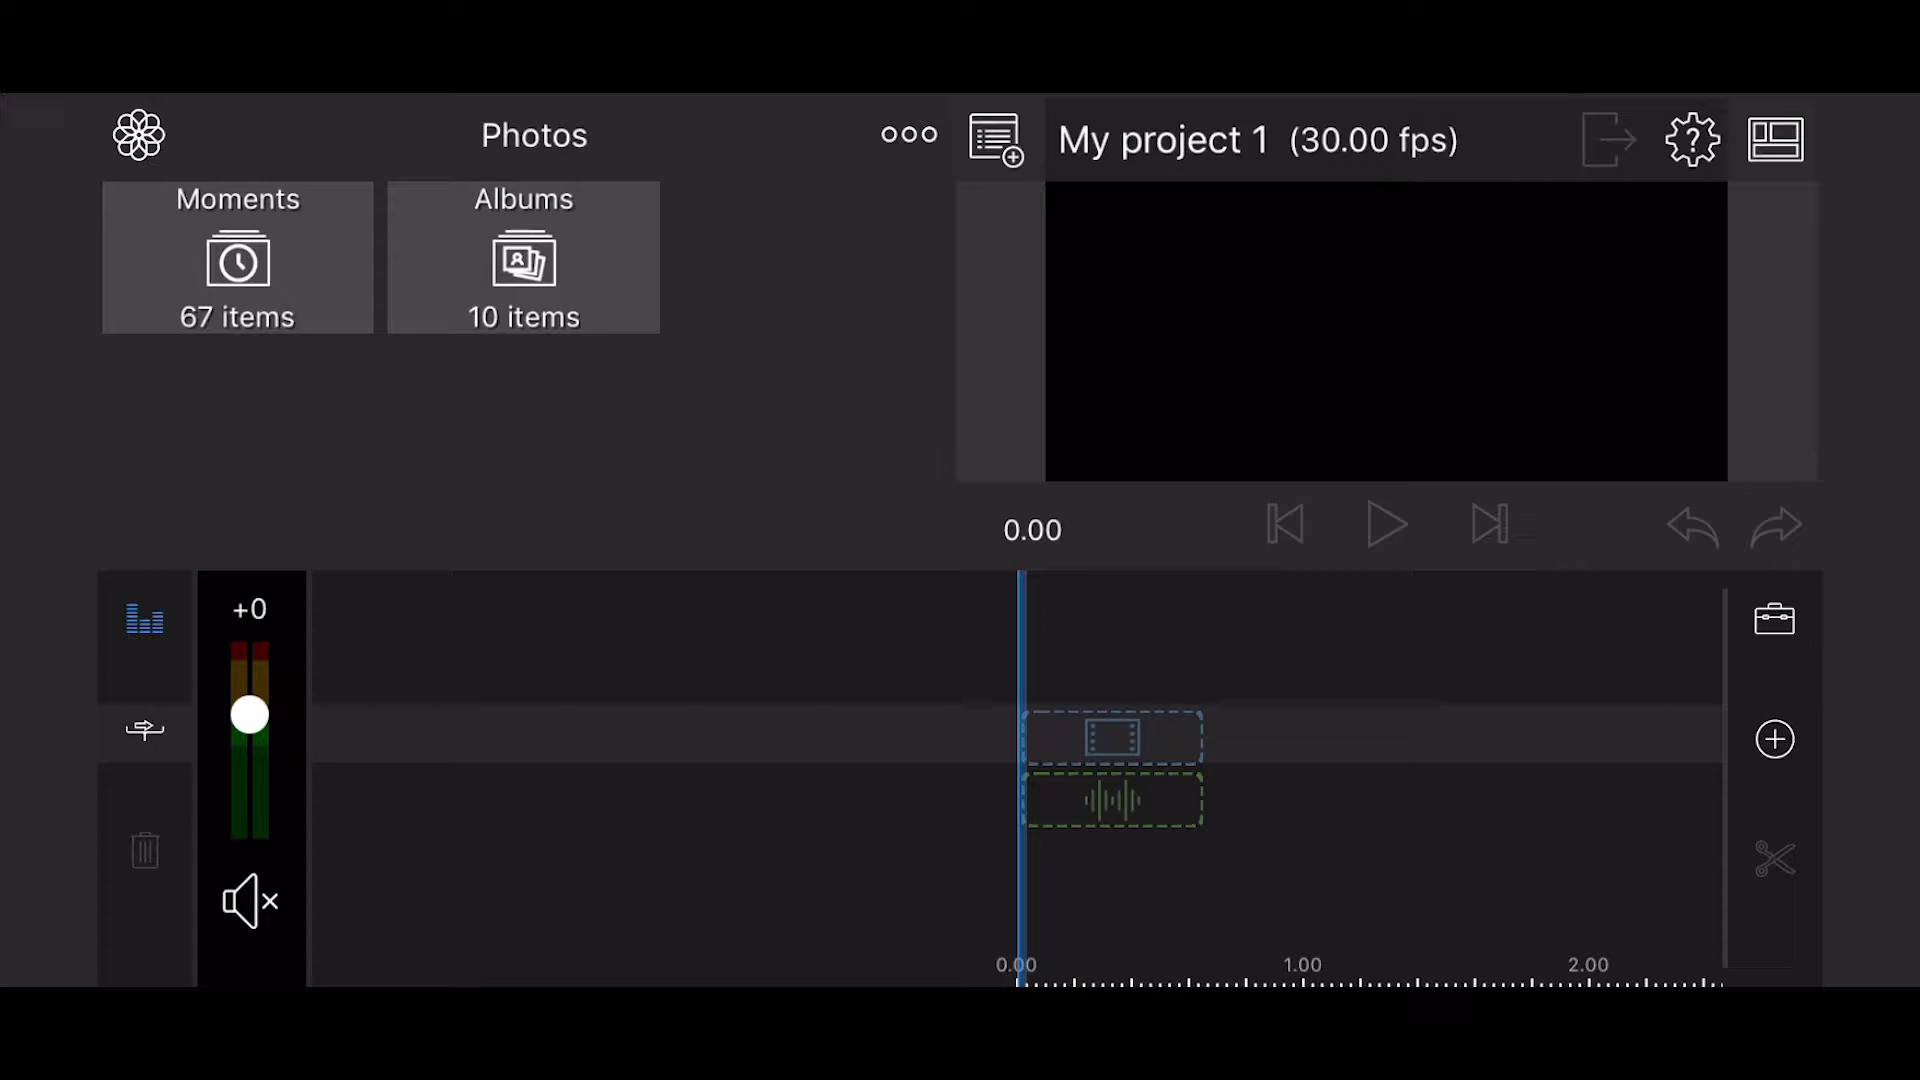 Photos
Moments
67 items
Albums
10 items
My project 1 (30.00 fps)
?
0.00
+0
0.00
1.00
2.00